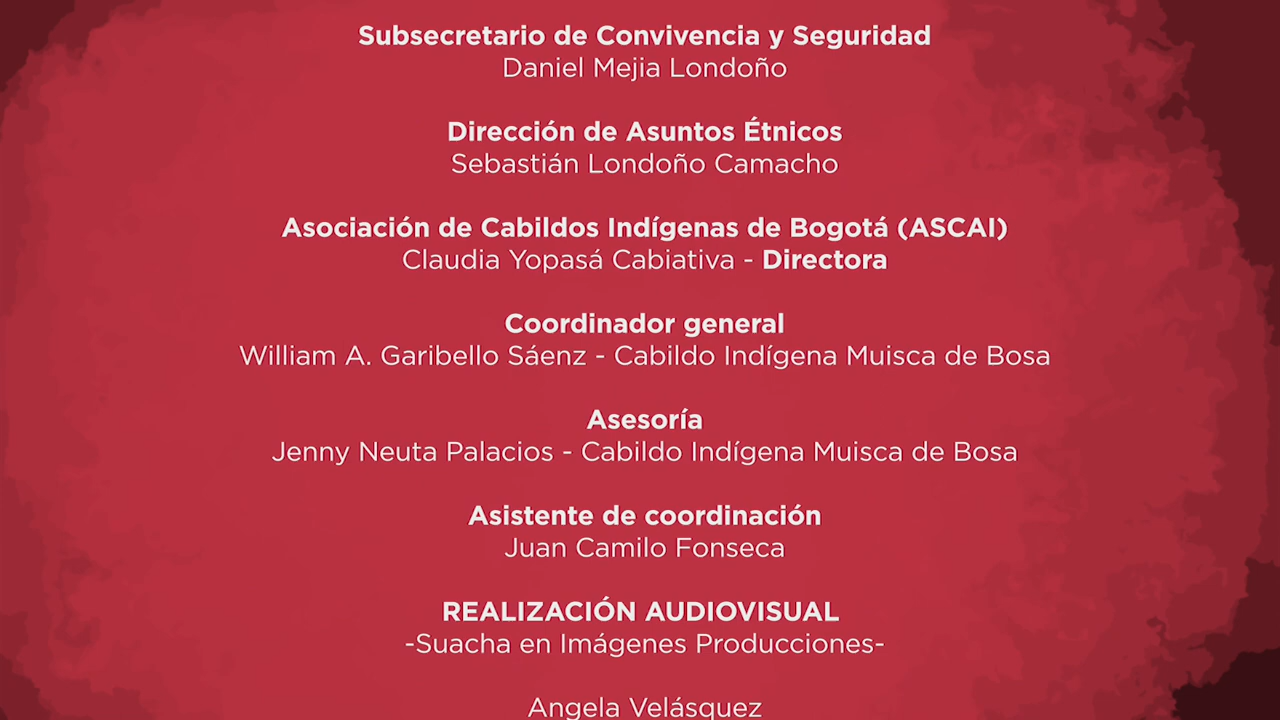 Subsecretario de Convivencia y Seguridad
Daniel Mejia Londoño
Dirección de Asuntos Étnicos
Sebastián Londoño Camacho
Asociación de Cabildos Indígenas de Bogotá (ASCAI)
Claudia Yopasá Cabiativa - Directora
Coordinador general
William A. Garibello Sáenz - Cabildo Indígena Muisca de Bosa
Asesoría
Jenny Neuta Palacios - Cabildo Indígena Muisca de Bosa
Asistente de coordinación
Juan Camilo Fonseca
REALIZACIÓN AUDIOVISUAL
-Suacha en Imágenes Producciones-
Angela Velásquez